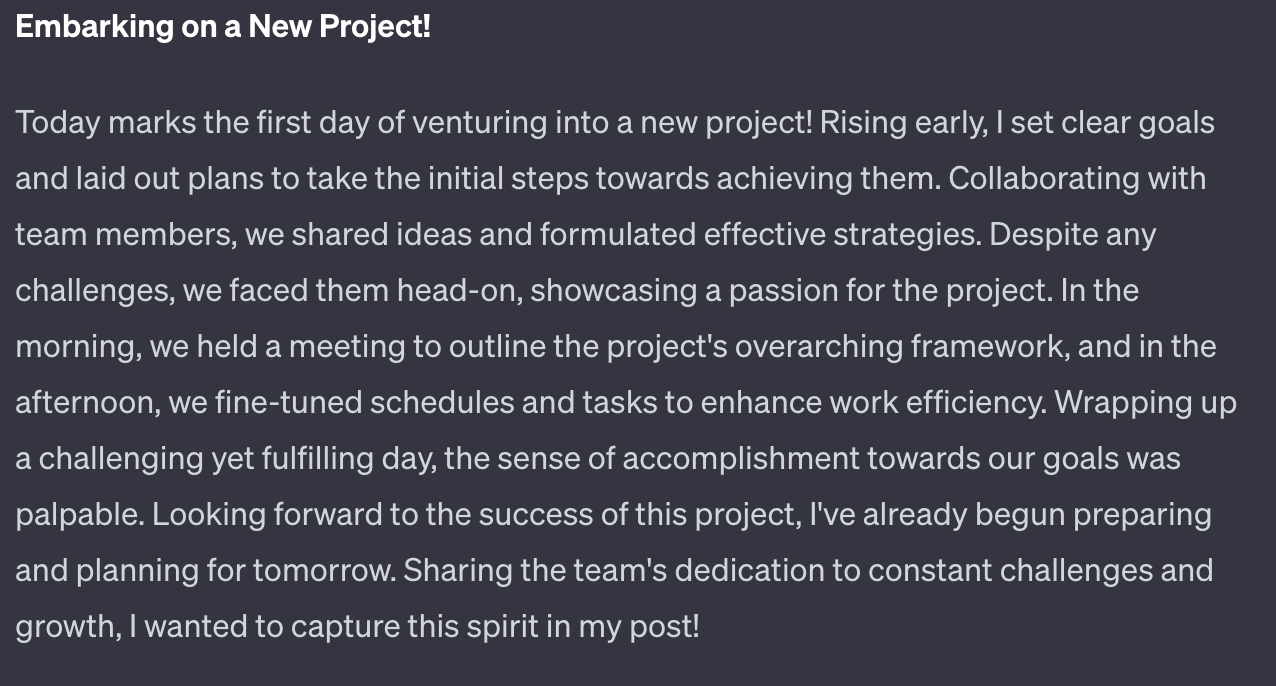 Embarking on a New Project!
Today marks the first day of venturing into a new project! Rising early, I set clear goals
and laid out plans to take the initial steps towards achieving them. Collaborating with
team members, we shared ideas and formulated effective strategies. Despite any
challenges, we faced them head-on, showcasing a passion for the project. In the
morning, we held a meeting to outline the project's overarching framework, and in the
afternoon, we fine-tuned schedules and tasks to enhance work efficiency. Wrapping up
a challenging yet fulfilling day, the sense of accomplishment towards our goals was
palpable. Looking forward to the success of this project, I've already begun preparing
and planning for tomorrow. Sharing the team's dedication to constant challenges and
growth, I wanted to capture this spirit in my post!